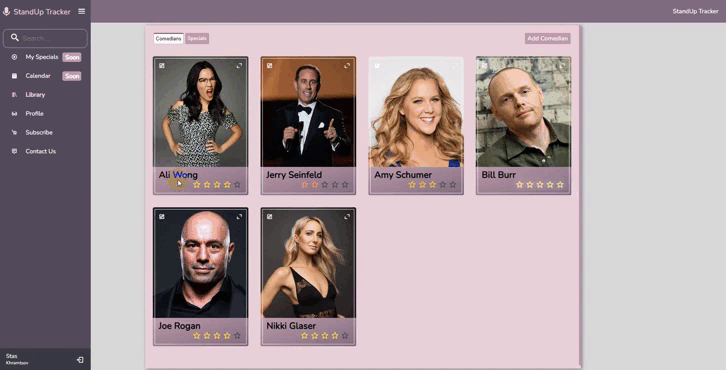 StandUp Tracker
StandUp Tracker
Search...
My Specials Soon
Calendar Soon
Library
Profile
Subscribe
Contact Us
Comedians Specials
Add Comedian
Ali Wong
Jerry Seinfeld
Amy Schumer
Bill Burr
Joe Rogan
Nikki Glaser
Stas
Khramtsov